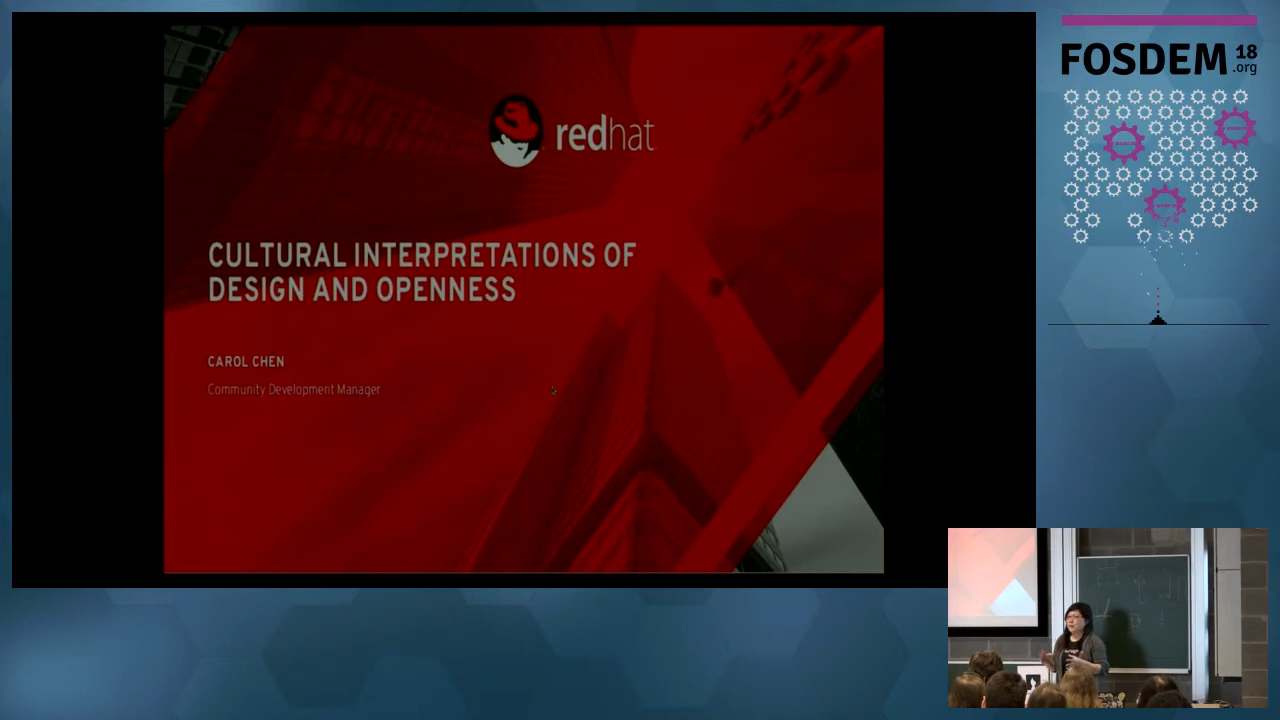 redhat
CULTURAL INTERPRETATIONS OF
DESIGN AND OPENNESS
CAROL CHEN
Community Development Manager
FOSDEM 18
.org